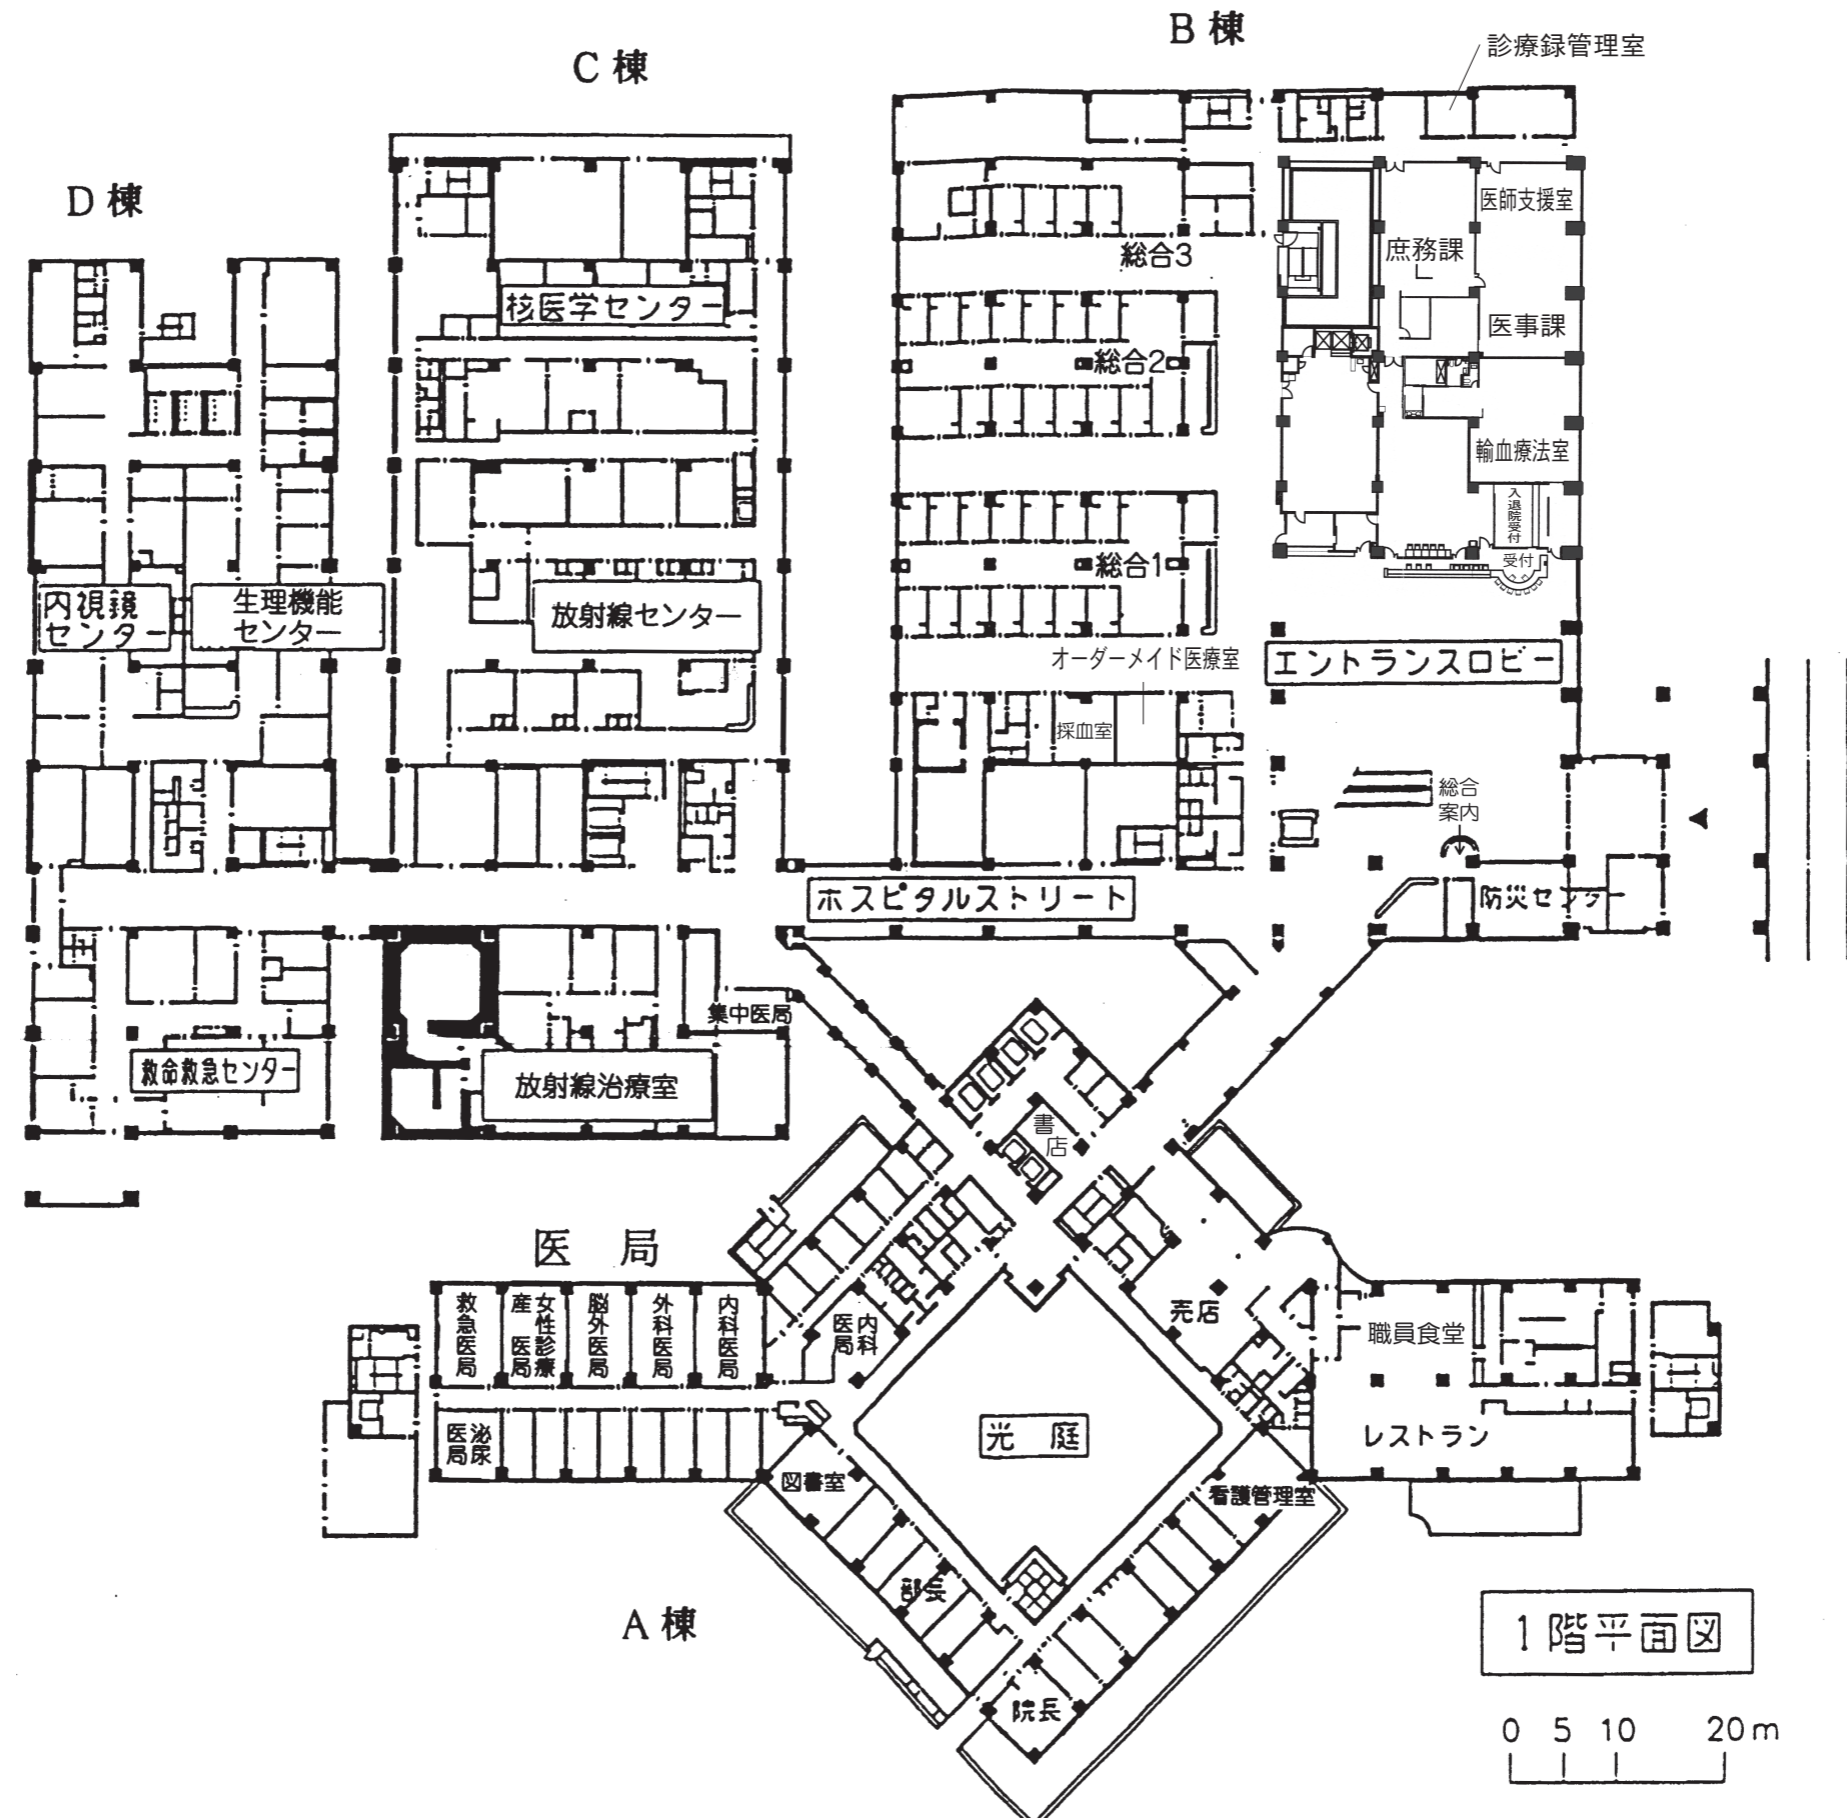 B 棟
診療録管理室
C 棟
D 棟
医師支援室
総合3
庶務課
核医学センター
医事課
総合2
輸血療法室
入退院受付
受付
総合1
内視鏡
センター
生理機能
センター
放射線センター
オーダーメイド医療室
エントランスロビー
採血室
総合
案内
ホスピタルストリート
防災センター
集中医局
救命救急センター
放射線治療室
書店
医 局
救急医局
女性診療
産 医局
脳外医局
外科医局
内科医局
内科
医局
売店
職員食堂
泌尿
医局
光 庭
レストラン
図書室
看護管理室
部長
A 棟
院長
1階平面図
0 5 10 20m